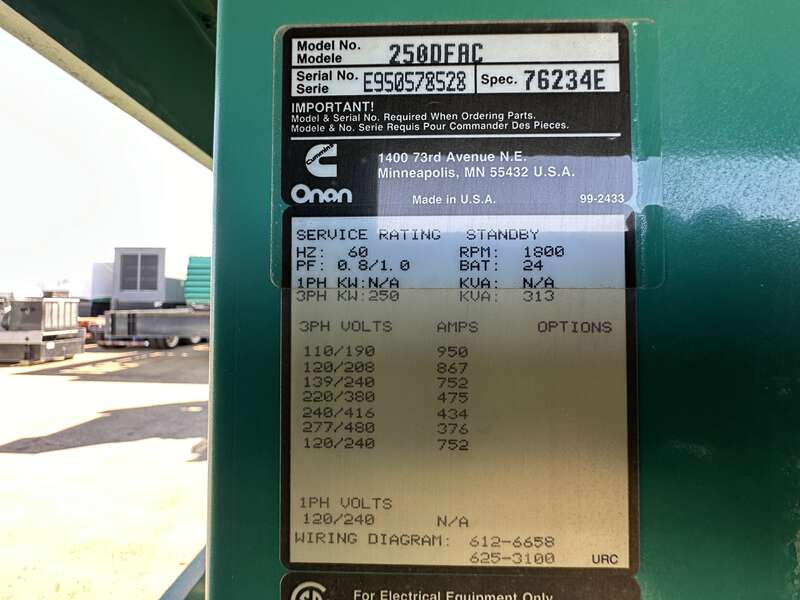 Model No.
Modele 250DFAC
Serial No.
Serie E950578528 Spec. 76234E
IMPORTANT!
Model & Serial No. Required When Ordering Parts.
Modele & No. Serie Requis Pour Commander Des Pieces.
Cummins
1400 73rd Avenue N.E.
Minneapolis, MN 55432 U.S.A.
Onan Made in U.S.A. 99-2433
SERVICE RATING STANDBY
HZ: 60 RPM: 1800
PF: 0.8/1.0 BAT: 24
1PH KW:N/A KVA: N/A
3PH KW:250 KVA: 313
3PH VOLTS AMPS OPTIONS
110/190 950
120/208 867
139/240 752
220/380 475
240/416 434
277/480 376
120/240 752
1PH VOLTS
120/240 N/A
WIRING DIAGRAM: 612-6658
625-3100 URC
For Electrical Equipment Only